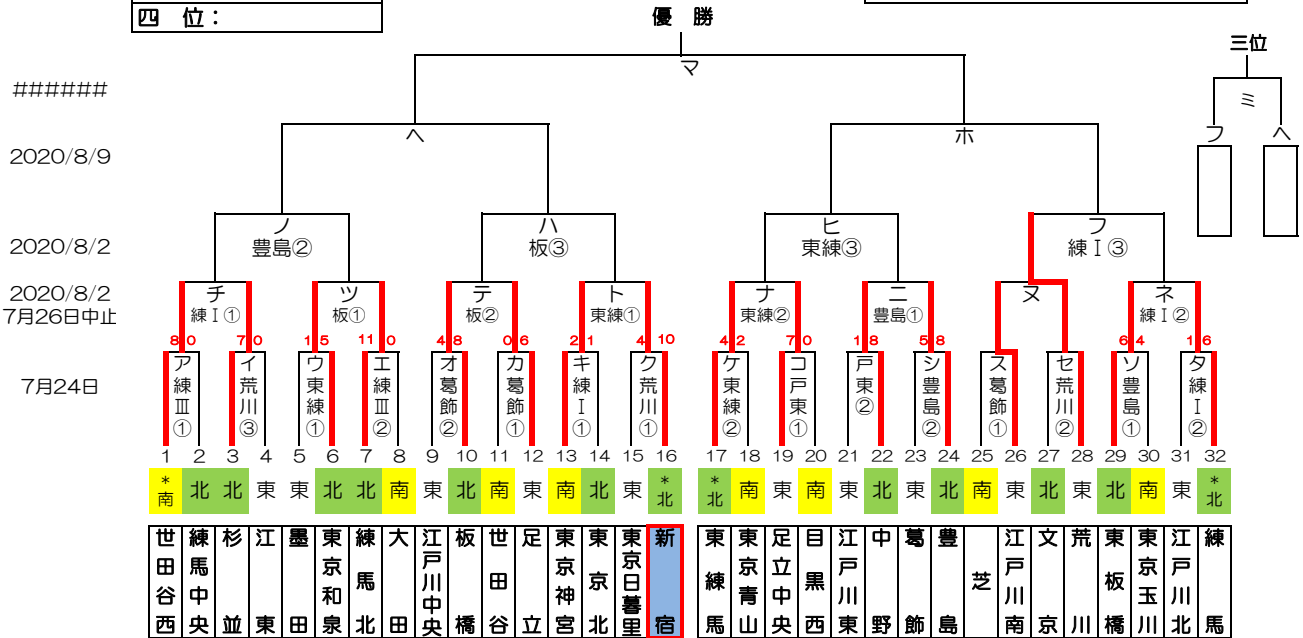 四 位：
優 勝
三位
マ
######
ミ
ヘ
ホ
フ
ヘ
2020/8/9
ノ
ハ
ヒ
フ
2020/8/2
豊島②
板③
東練③
練Ⅰ③
2020/8/2
チ
ツ
テ
ト
ナ
ニ
ヌ
ネ
7月26日中止
練Ⅰ①
板①
板②
東練①
東練②
豊島①
練Ⅰ②
8 0 7 0 1 5 11 0 4 8 0 6 2 1 4 10 4 2 7 0 1 8 5 8 6 4 1 6
7月24日
ア練Ⅲ①
イ荒川③
ウ東練①
エ練Ⅲ②
オ葛飾②
カ葛飾①
キ練Ⅰ①
ク荒川①
ケ東練②
コ戸東①
戸東②
シ豊島②
ス葛飾①
セ荒川②
ソ豊島①
タ練Ⅰ②
1 2 3 4 5 6 7 8 9 10 11 12 13 14 15 16 17 18 19 20 21 22 23 24 25 26 27 28 29 30 31 32
*南 北 北 東 東 北 北 南 東 北 南 東 南 北 東 *北 *北 南 東 南 東 北 東 北 南 東 北 東 北 南 東 *北
世田谷西
練馬中央
杉並
江東
墨田
東京和泉
練馬北
大田
江戸川中央
板橋
世田谷
足立
東京神宮
東京北
東京日暮里
新宿
東練馬
東京青山
足立中央
目黒西
江戸川東
中野
葛飾
豊島
芝
江戸川南
文京
荒川
東板橋
東京玉川
江戸川北
練馬